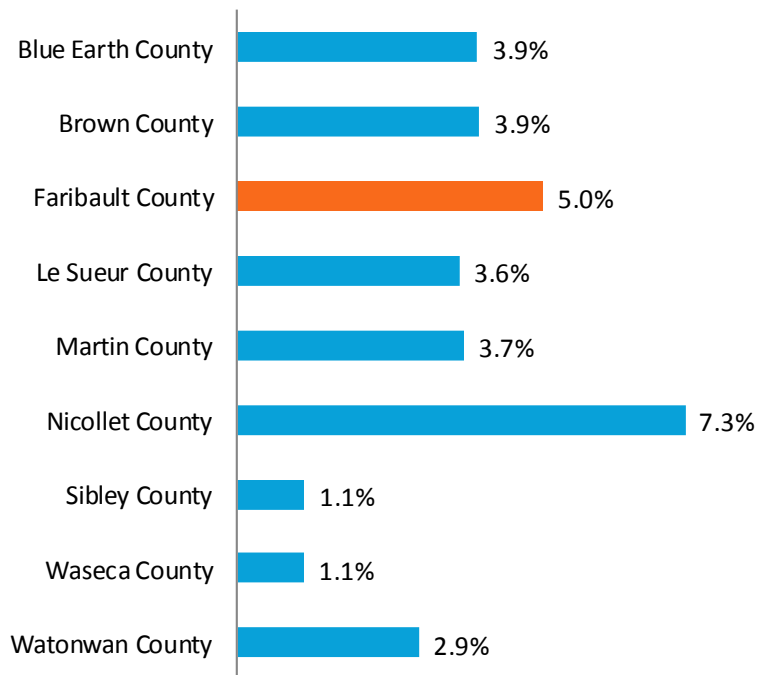 Blue Earth County 3.9%
Brown County 3.9%
Faribault County 5.0%
Le Sueur County 3.6%
Martin County 3.7%
Nicollet County 7.3%
Sibley County 1.1%
Waseca County 1.1%
Watonwan County 2.9%